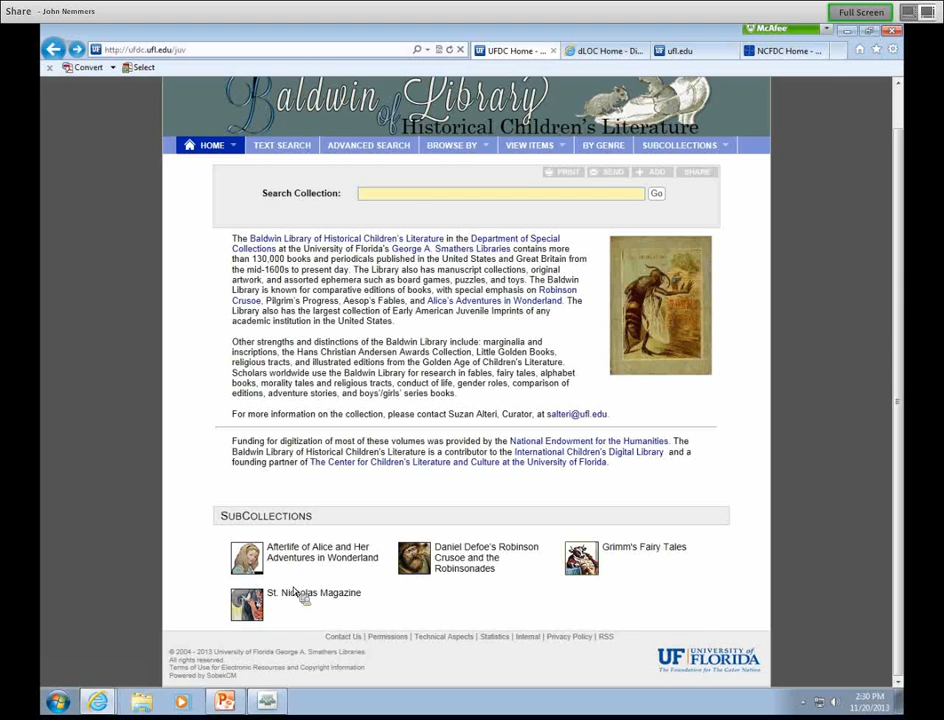 Share - John Nemmers
Full Screen
McAfee
http://ufdc.ufl.edu/juv
UFDC Home - ...
dLOC Home - Di...
ufl.edu
NCFDC Home - ...
Convert
Select
Baldwin Library
of Historical Children's Literature
HOME
TEXT SEARCH
ADVANCED SEARCH
BROWSE BY
VIEW ITEMS
BY GENRE
SUBCOLLECTIONS
PRINT
SEND
ADD
SHARE
Search Collection:
Go
The Baldwin Library of Historical Children's Literature in the Department of Special
Collections at the University of Florida's George A. Smathers Libraries contains more
than 130,000 books and periodicals published in the United States and Great Britain from
the mid-1600s to present day. The Library also has manuscript collections, original
artwork, and assorted ephemera such as board games, puzzles, and toys. The Baldwin
Library is known for comparative editions of books, with special emphasis on Robinson
Crusoe, Pilgrim's Progress, Aesop's Fables, and Alice's Adventures in Wonderland. The
Library also has the largest collection of Early American Juvenile Imprints of any
academic institution in the United States.
Other strengths and distinctions of the Baldwin Library include: marginalia and
inscriptions, the Hans Christian Andersen Awards Collection, Little Golden Books,
religious tracts, and illustrated editions from the Golden Age of Children's Literature.
Scholars worldwide use the Baldwin Library for research in fables, fairy tales, alphabet
books, morality tales and religious tracts, conduct of life, gender roles, comparison of
editions, adventure stories, and boys'/girls' series books.
For more information on the collection, please contact Suzan Alteri, Curator, at salteri@ufl.edu.
Funding for digitization of most of these volumes was provided by the National Endowment for the Humanities. The
Baldwin Library of Historical Children's Literature is a contributor to the International Children's Digital Library and a
founding partner of The Center for Children's Literature and Culture at the University of Florida.
SUBCOLLECTIONS
Afterlife of Alice and Her
Adventures in Wonderland
Daniel Defoe's Robinson
Crusoe and the
Robinsonades
Grimm's Fairy Tales
St. Nicholas Magazine
Contact Us | Permissions | Technical Aspects | Statistics | Internal | Privacy Policy | RSS
© 2004 - 2013 University of Florida George A. Smathers Libraries.
All rights reserved.
Terms of Use for Electronic Resources and Copyright Information
Powered by SobekCM
UF UNIVERSITY of FLORIDA
The Foundation for The Gator Nation
2:30 PM
11/20/2013